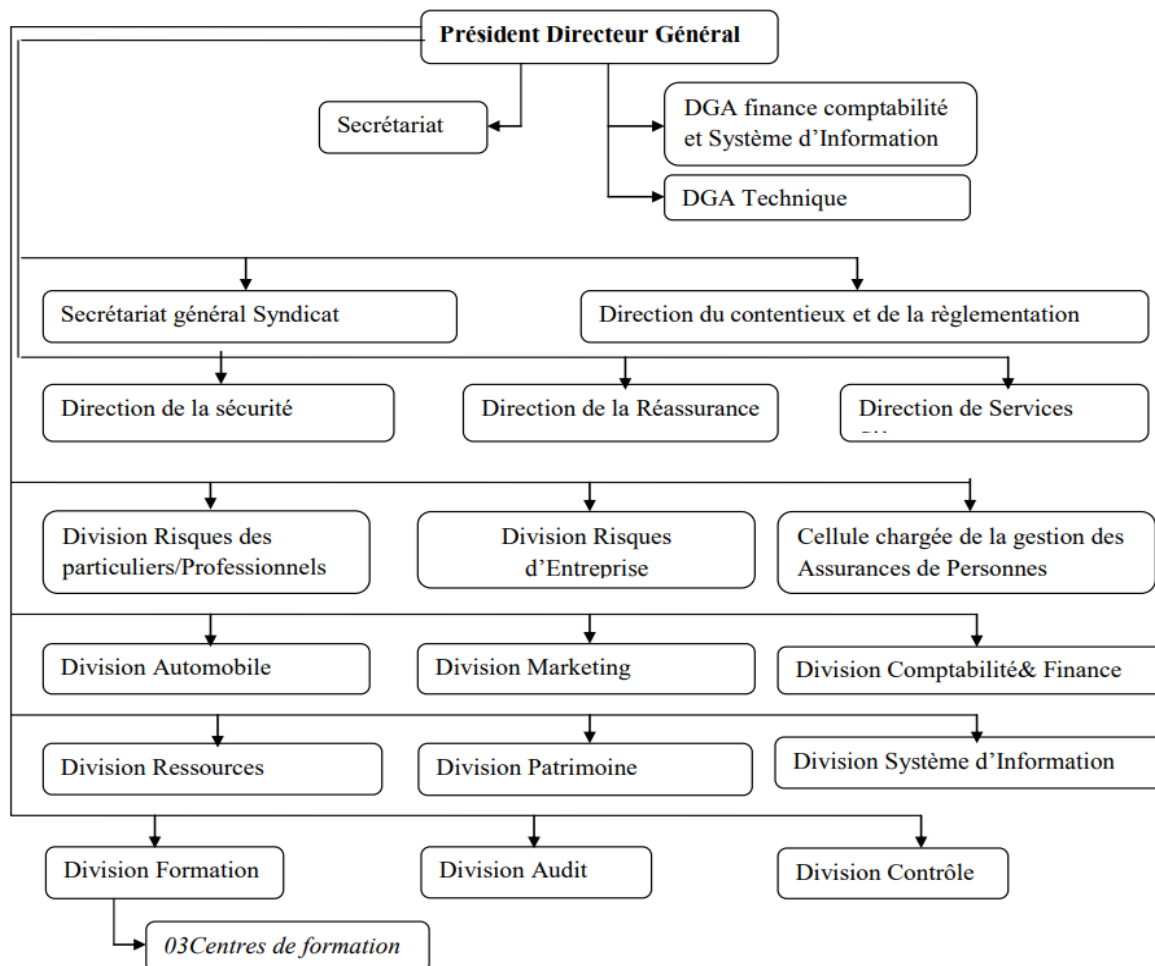 Président Directeur Général
Secrétariat
DGA finance comptabilité
et Système d'Information
DGA Technique
Secrétariat général Syndicat
Direction du contentieux et de la règlementation
Direction de la sécurité
Direction de la Réassurance
Direction de Services
Division Risques des
particuliers/Professionnels
Division Risques
d'Entreprise
Cellule chargée de la gestion des
Assurances de Personnes
Division Automobile
Division Marketing
Division Comptabilité& Finance
Division Ressources
Division Patrimoine
Division Système d'Information
Division Formation
Division Audit
Division Contrôle
03Centres de formation